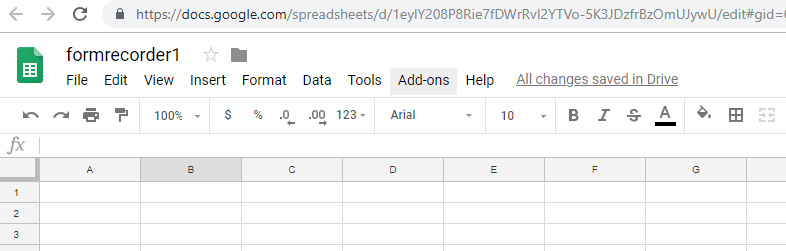 https://docs.google.com/spreadsheets/d/1eyIY208P8Rie7fDWrRvI2YTVo-5K3JDzfrBzOmUJywU/edit#gid=
formrecorder1
File Edit View Insert Format Data Tools Add-ons Help All changes saved in Drive
100% $ % .0 .00 123 Arial 10 B I S A
fx
A B C D E F G
1
2
3